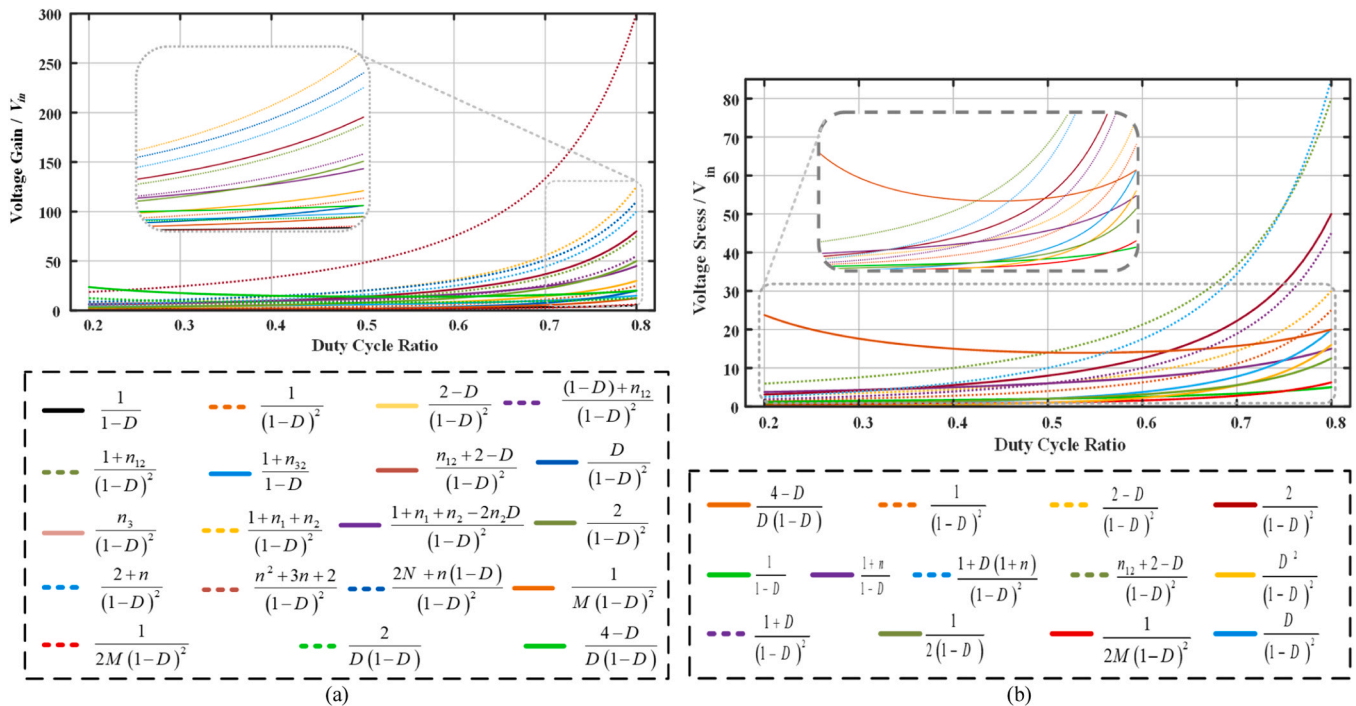 300
250
200
150
100
50
0
Voltage Gain / V_in
0.2 0.3 0.4 0.5 0.6 0.7 0.8
Duty Cycle Ratio
1/(1-D) 1/(1-D)^2 (2-D)/(1-D)^2 ((1-D)+n_12)/(1-D)^2
(1+n_12)/(1-D)^2 (1+n_32)/(1-D) (n_12+2-D)/(1-D)^2 D/(1-D)^2
n_3/(1-D)^2 (1+n_1+n_2)/(1-D)^2 (1+n_1+n_2-2n_2D)/(1-D)^2 2/(1-D)^2
(2+n)/(1-D)^2 (n^2+3n+2)/(1-D)^2 (2N+n(1-D))/(1-D)^2 1/(M(1-D)^2)
1/(2M(1-D)^2) 2/(D(1-D)) (4-D)/(D(1-D))
(a)
80
70
60
50
40
30
20
10
0
Voltage Sress / V_in
0.2 0.3 0.4 0.5 0.6 0.7 0.8
Duty Cycle Ratio
(4-D)/(D(1-D)) 1/(1-D)^2 (2-D)/(1-D)^2 2/(1-D)^2
1/(1-D) (1+n)/(1-D) (1+D(1+n))/(1-D)^2 (n_12+2-D)/(1-D)^2 D^2/(1-D)^2
(1+D)/(1-D)^2 1/(2(1-D)) 1/(2M(1-D)^2) D/(1-D)^2
(b)